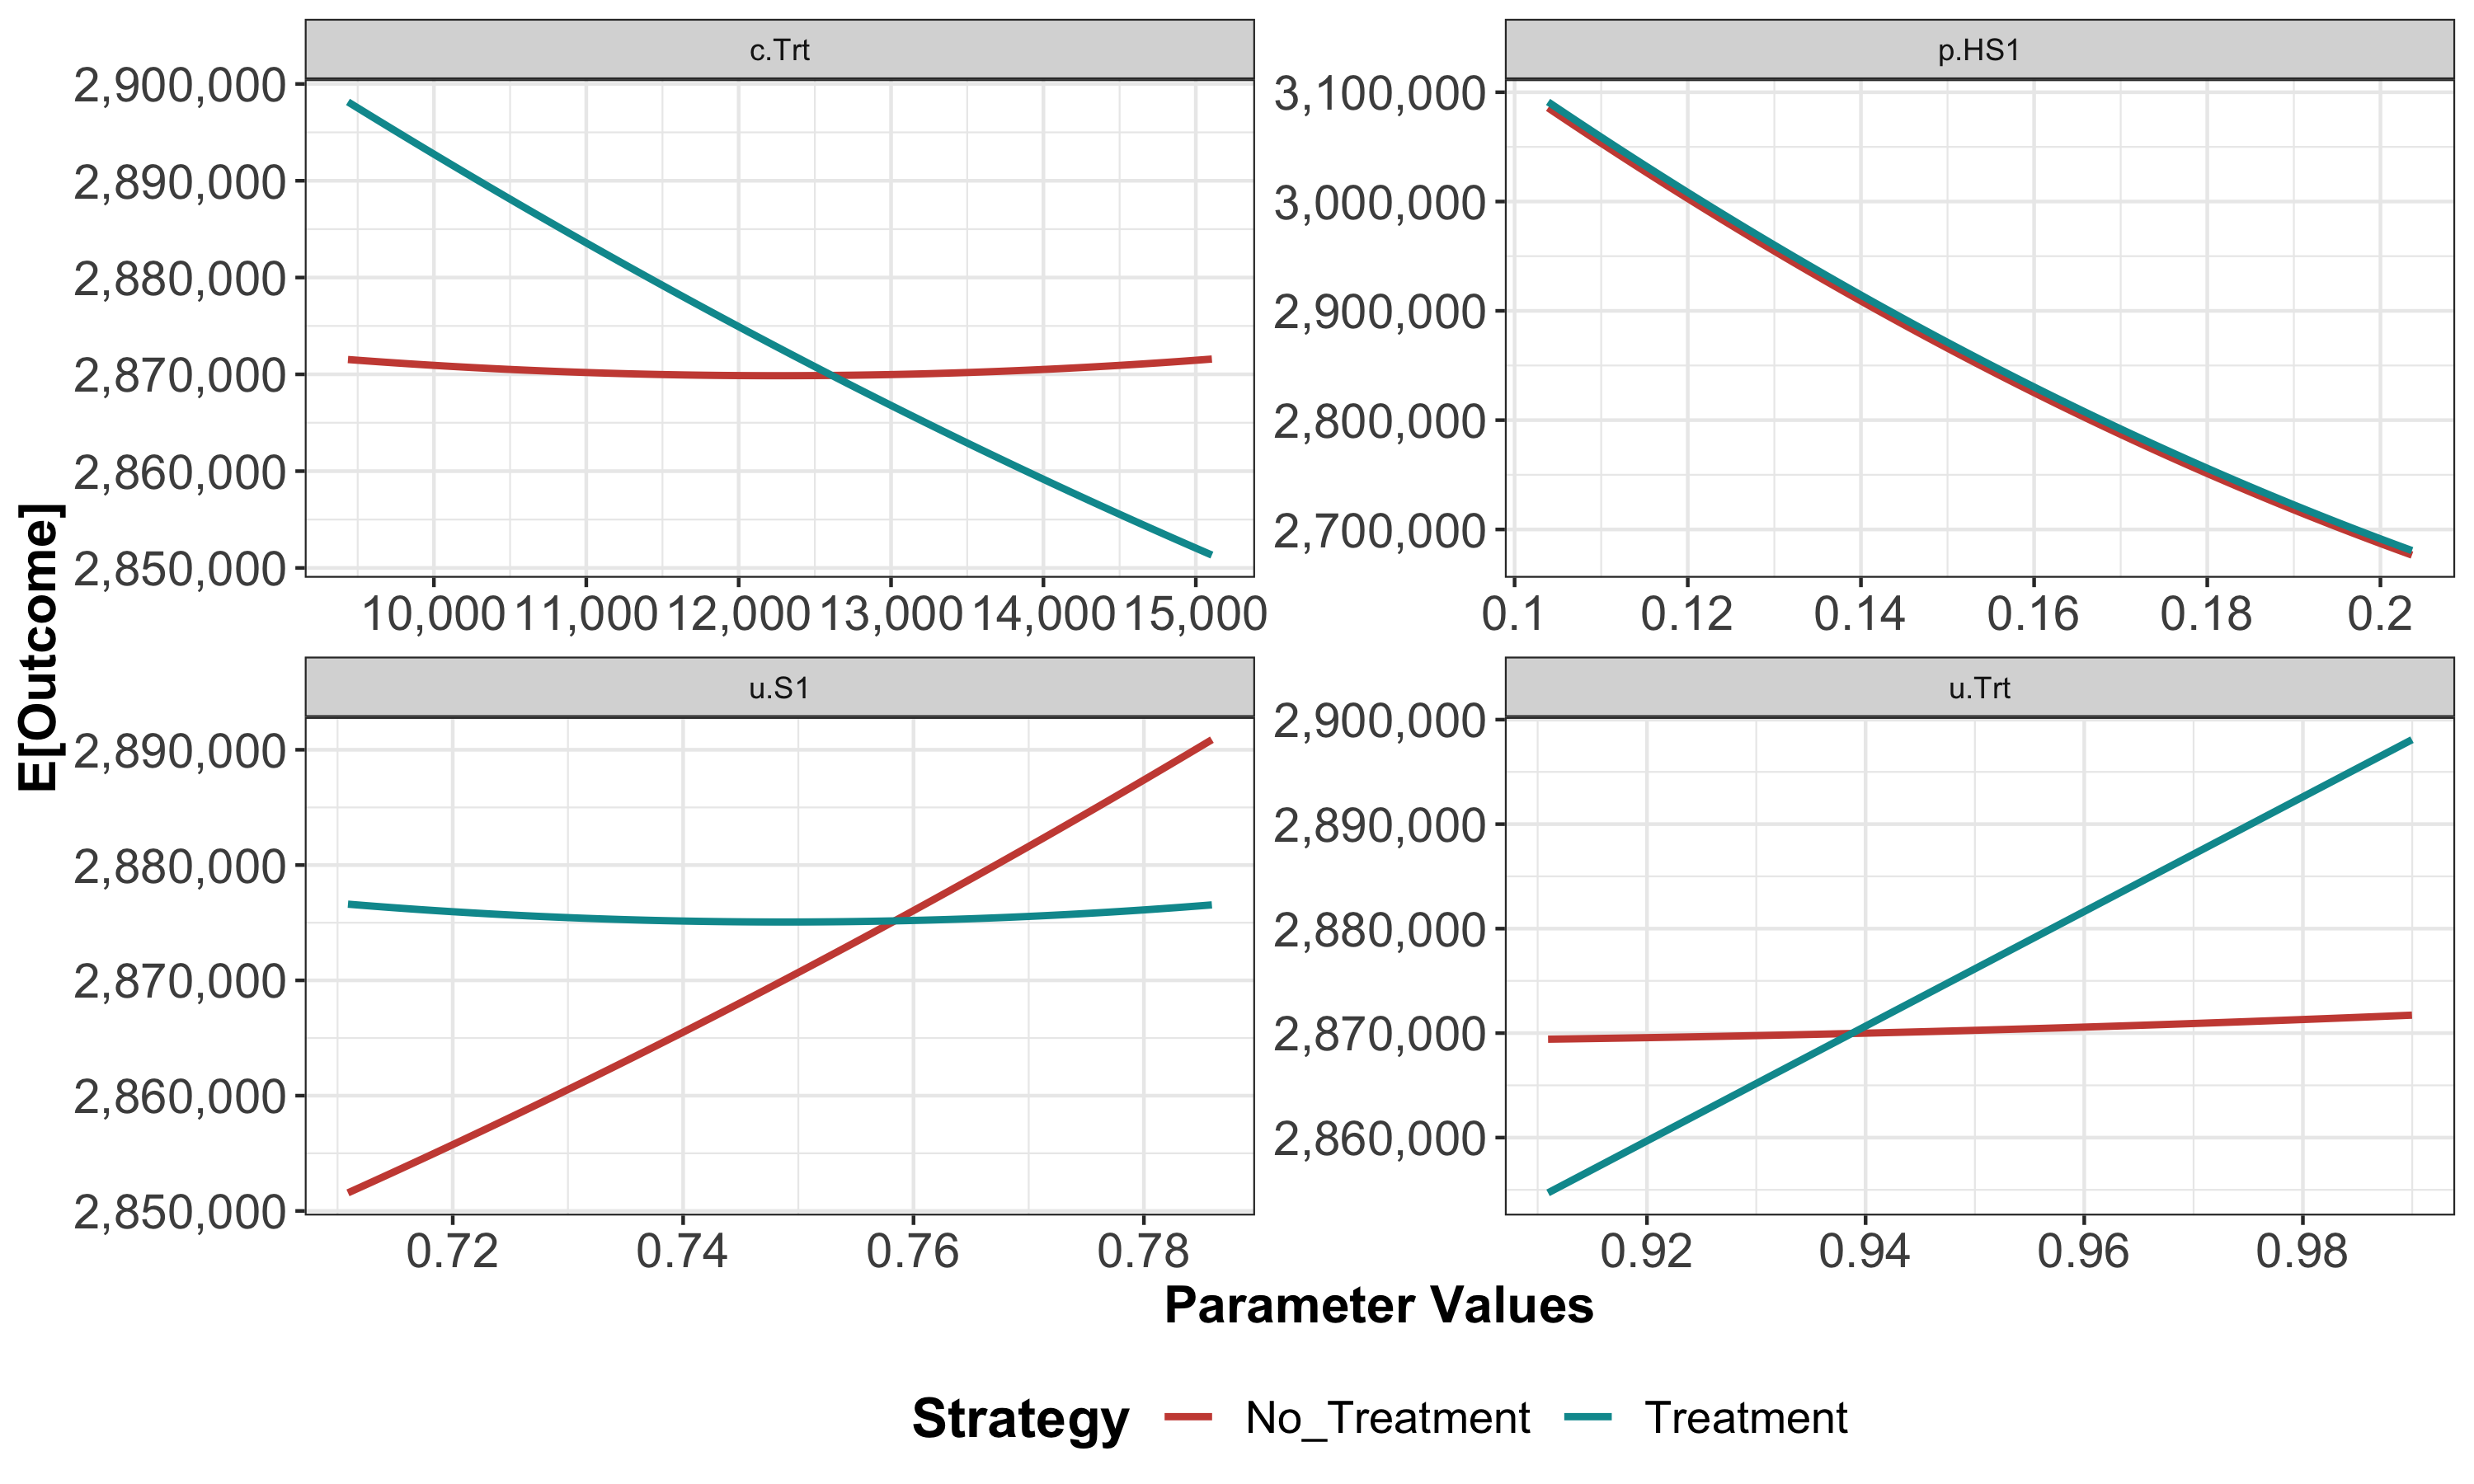 c.Trt
2,900,000
2,890,000
2,880,000
2,870,000
2,860,000
2,850,000
10,000 11,000 12,000 13,000 14,000 15,000
p.HS1
3,100,000
3,000,000
2,900,000
2,800,000
2,700,000
0.1 0.12 0.14 0.16 0.18 0.2
E[Outcome]
u.S1
2,890,000
2,880,000
2,870,000
2,860,000
2,850,000
0.72 0.74 0.76 0.78
u.Trt
2,900,000
2,890,000
2,880,000
2,870,000
2,860,000
0.92 0.94 0.96 0.98
Parameter Values
Strategy No_Treatment Treatment